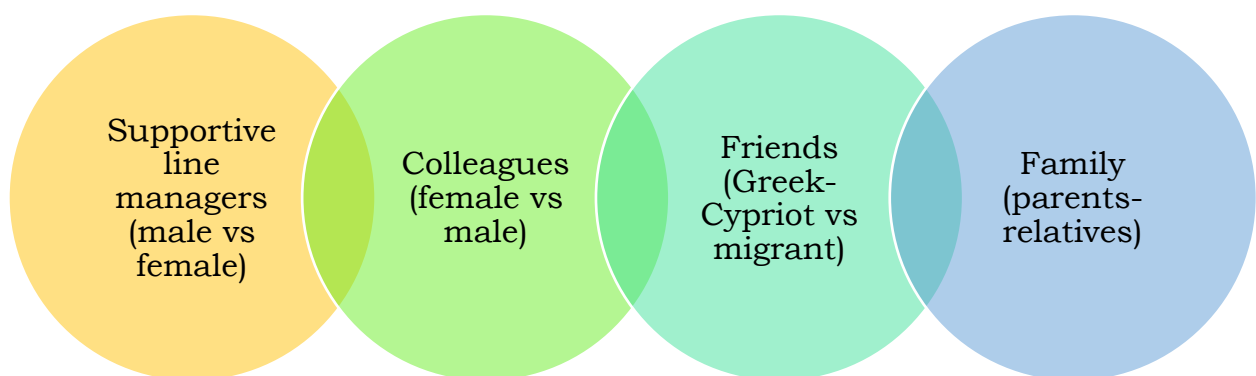 Supportive
line
managers
(male vs
female)
Colleagues
(female vs
male)
Friends
(Greek-
Cypriot vs
migrant)
Family
(parents-
relatives)